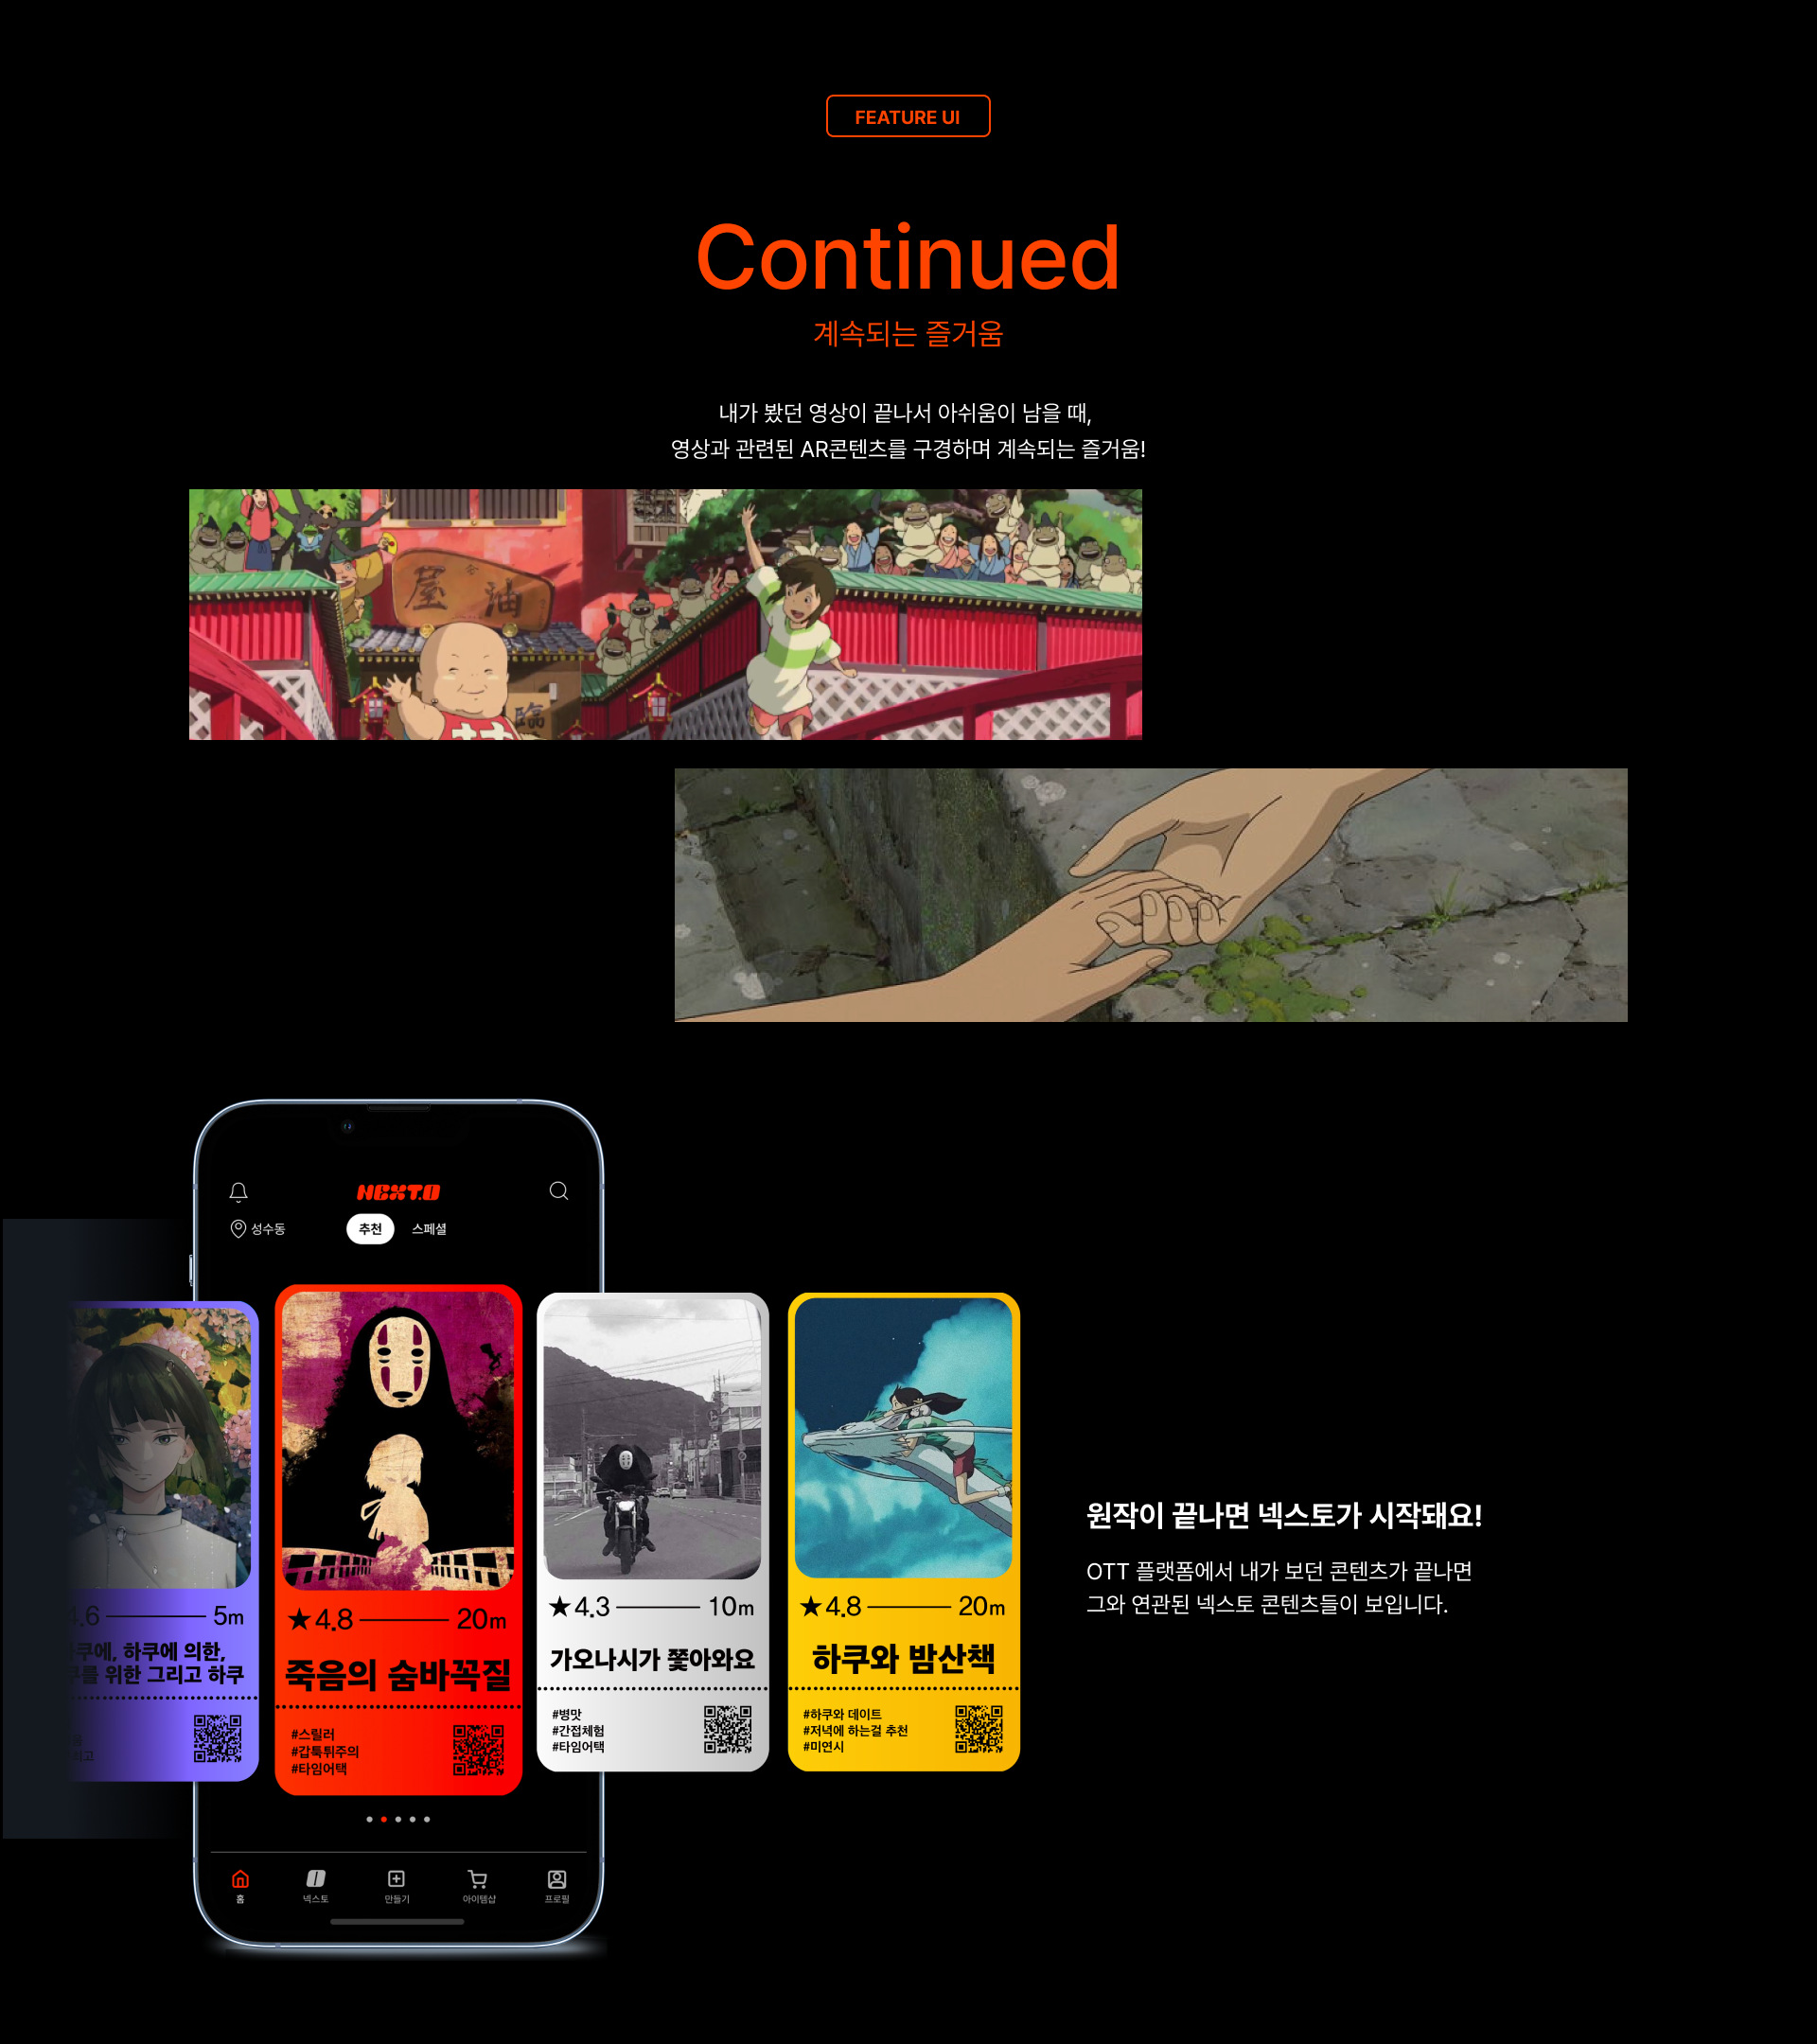 FEATURE UI
Continued
계속되는 즐거움
내가 봤던 영상이 끝나서 아쉬움이 남을 때,
영상과 관련된 AR콘텐츠를 구경하며 계속되는 즐거움!
屋 油
臨
NEXT.O
성수동 추천 스페셜
4.6 5m
하쿠에, 하쿠에 의한,
위한 그리고 하쿠
★4.8 20m
죽음의 숨바꼭질
#스릴러
#갑툭튀주의
#타임어택
★4.3 10m
가오나시가 쫓아와요
#병맛
#간접체험
#타임어택
★4.8 20m
하쿠와 밤산책
#하쿠와 데이트
#저녁에 하는걸 추천
#미연시
원작이 끝나면 넥스토가 시작돼요!
OTT 플랫폼에서 내가 보던 콘텐츠가 끝나면
그와 연관된 넥스토 콘텐츠들이 보입니다.
홈 넥스토 만들기 아이템샵 프로필